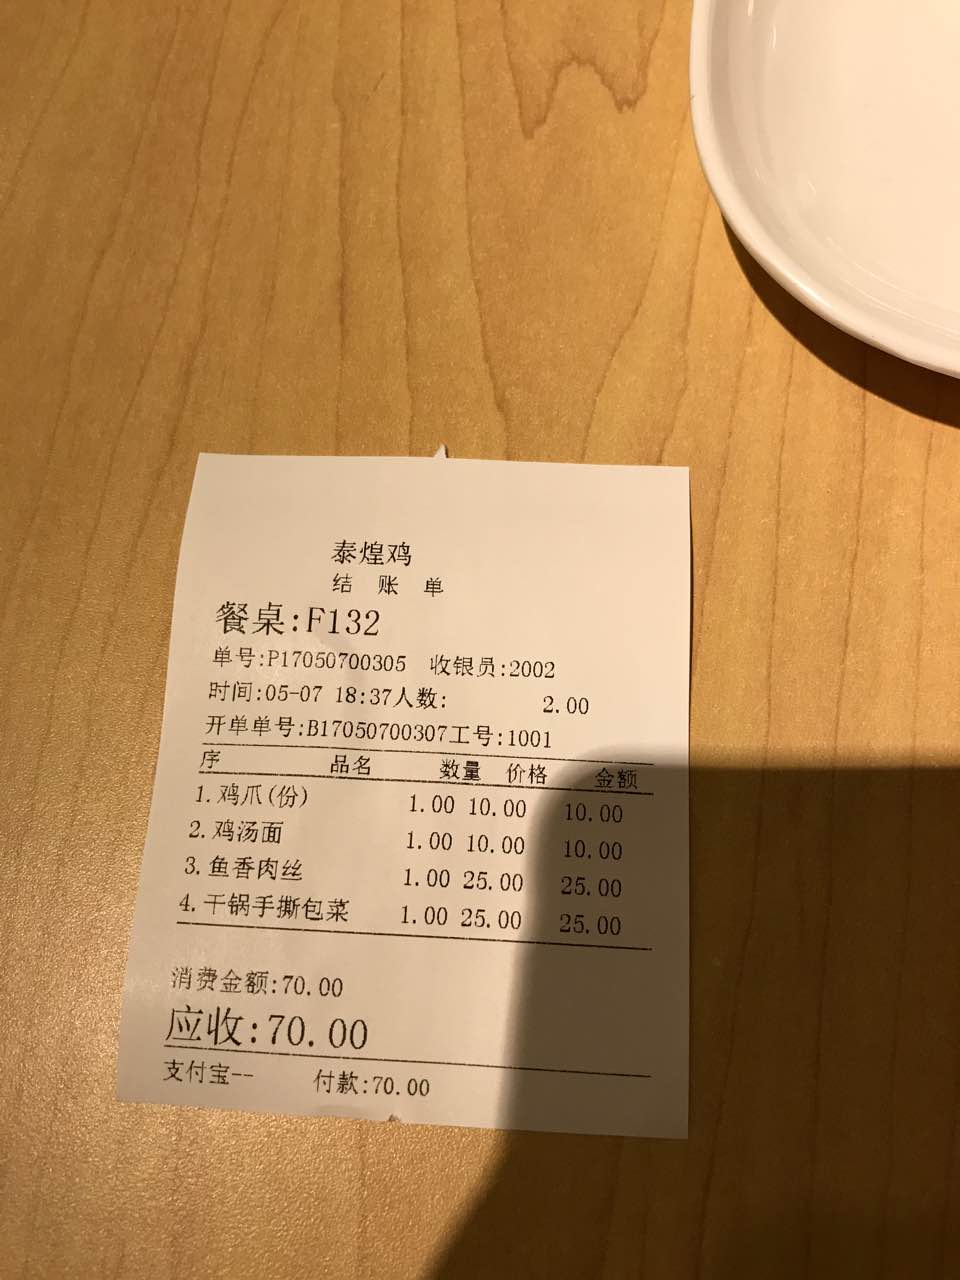 泰煌鸡
结 账 单
餐桌:F132
单号:P17050700305 收银员:2002
时间:05-07 18:37人数: 2.00
开单单号:B17050700307工号:1001
序 品名 数量 价格 金额
1.鸡爪(份) 1.00 10.00 10.00
2.鸡汤面 1.00 10.00 10.00
3.鱼香肉丝 1.00 25.00 25.00
4.干锅手撕包菜 1.00 25.00 25.00
消费金额:70.00
应收:70.00
支付宝-- 付款:70.00